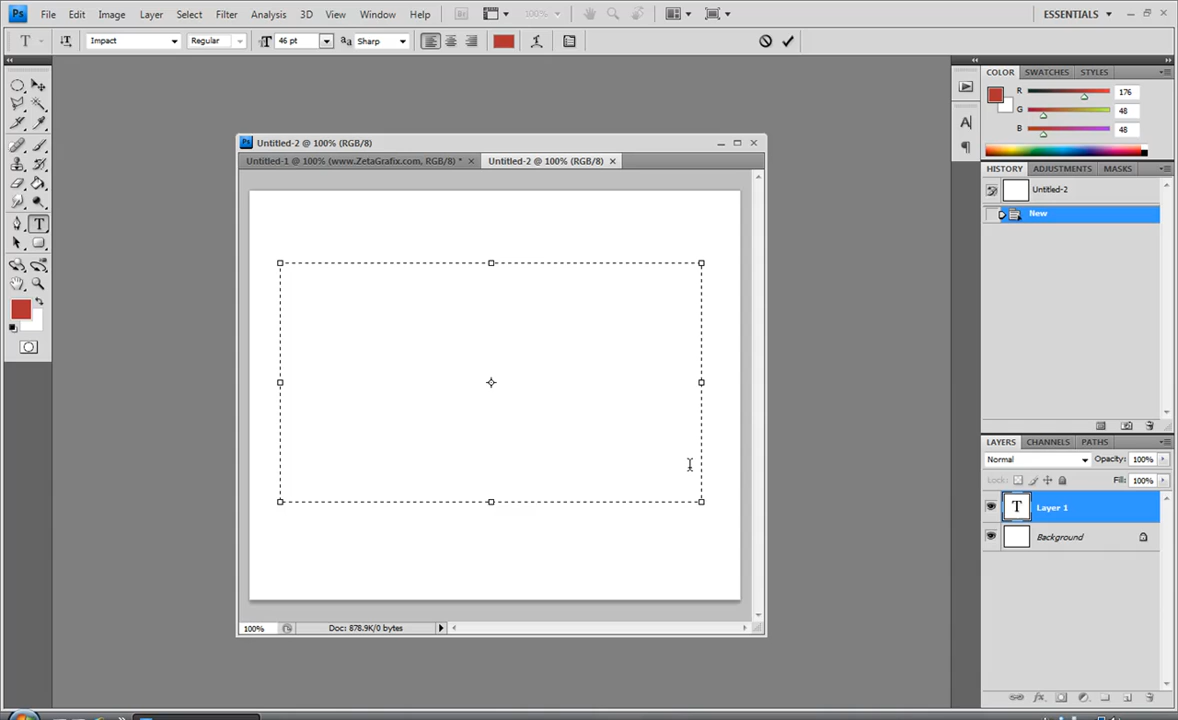 Ps File Edit Image Layer Select Filter Analysis 3D View Window Help Br 100% ESSENTIALS
T Impact Regular 46 pt Sharp
COLOR SWATCHES STYLES
R 176
G 48
B 48
Untitled-2 @ 100% (RGB/8)
Untitled-1 @ 100% (www.ZetaGrafix.com, RGB/8) * Untitled-2 @ 100% (RGB/8)
HISTORY ADJUSTMENTS MASKS
Untitled-2
New
LAYERS CHANNELS PATHS
Normal Opacity: 100%
Lock: Fill: 100%
T Layer 1
Background
100% Doc: 878.9K/0 bytes